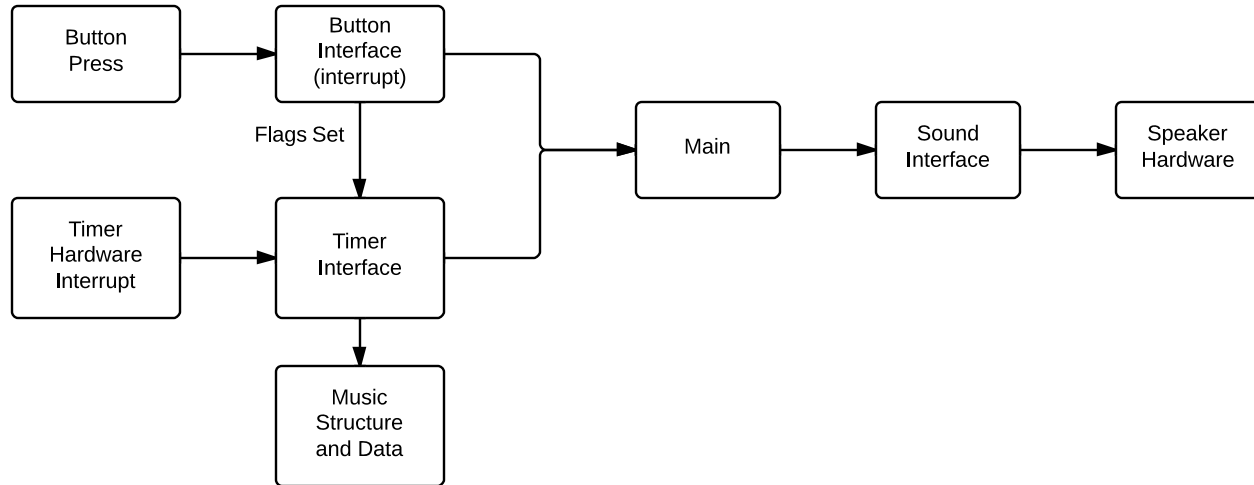 Button
Press
Button
Interface
(interrupt)
Flags Set
Main
Sound
Interface
Speaker
Hardware
Timer
Hardware
Interrupt
Timer
Interface
Music
Structure
and Data